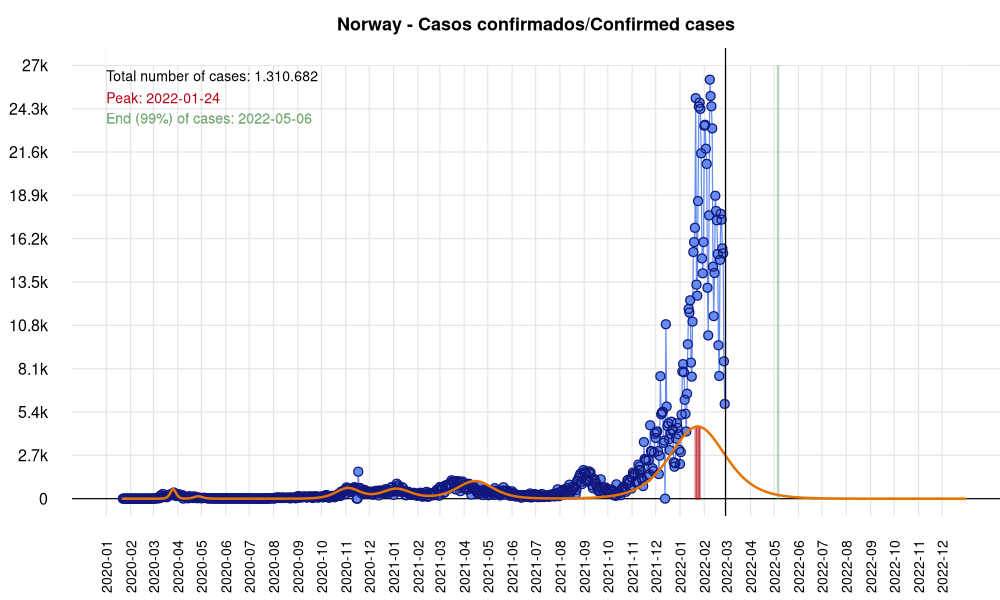 Norway - Casos confirmados/Confirmed cases
Total number of cases: 1.310.682
Peak: 2022-01-24
End (99%) of cases: 2022-05-06
27k
24.3k
21.6k
18.9k
16.2k
13.5k
10.8k
8.1k
5.4k
2.7k
0
2020-01
2020-02
2020-03
2020-04
2020-05
2020-06
2020-07
2020-08
2020-09
2020-10
2020-11
2020-12
2021-01
2021-02
2021-03
2021-04
2021-05
2021-06
2021-07
2021-08
2021-09
2021-10
2021-11
2021-12
2022-01
2022-02
2022-03
2022-04
2022-05
2022-06
2022-07
2022-08
2022-09
2022-10
2022-11
2022-12